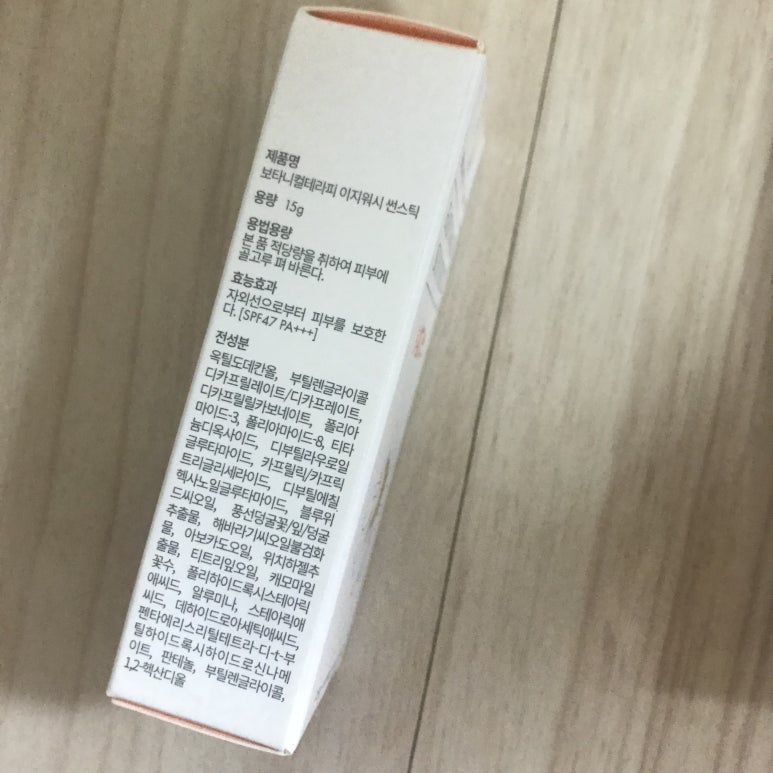 제품명
보타니컬테라피 이지워시 썬스틱
용량 15g
용법용량
본 품 적당량을 취하여 피부에
골고루 펴 바른다.
효능효과
자외선으로부터 피부를 보호한
다. [SPF47 PA+++]
전성분
옥틸도데칸올, 부틸렌글라이콜
디카프릴레이트/디카프레이트,
디카프릴릴카보네이트, 폴리아
마이드-3, 폴리아마이드-8, 티타
늄디옥사이드, 디부틸라우로일
글루타마이드, 카프릴릭/카프릭
트리글리세라이드, 디부틸에칠
헥사노일글루타마이드, 블루위
드씨오일, 풍선덩굴꽃/잎/덩굴
추출물, 해바라기씨오일불검화
물, 아보카도오일, 위치하젤추
출물, 티트리잎오일, 캐모마일
꽃수, 폴리하이드록시스테아릭
애씨드, 알루미나, 스테아릭애
씨드, 데하이드로아세틱애씨드,
펜타에리스리틸테트라-디-t-부
틸하이드록시하이드로신나메
이트, 판테놀, 부틸렌글라이콜,
1,2-헥산디올